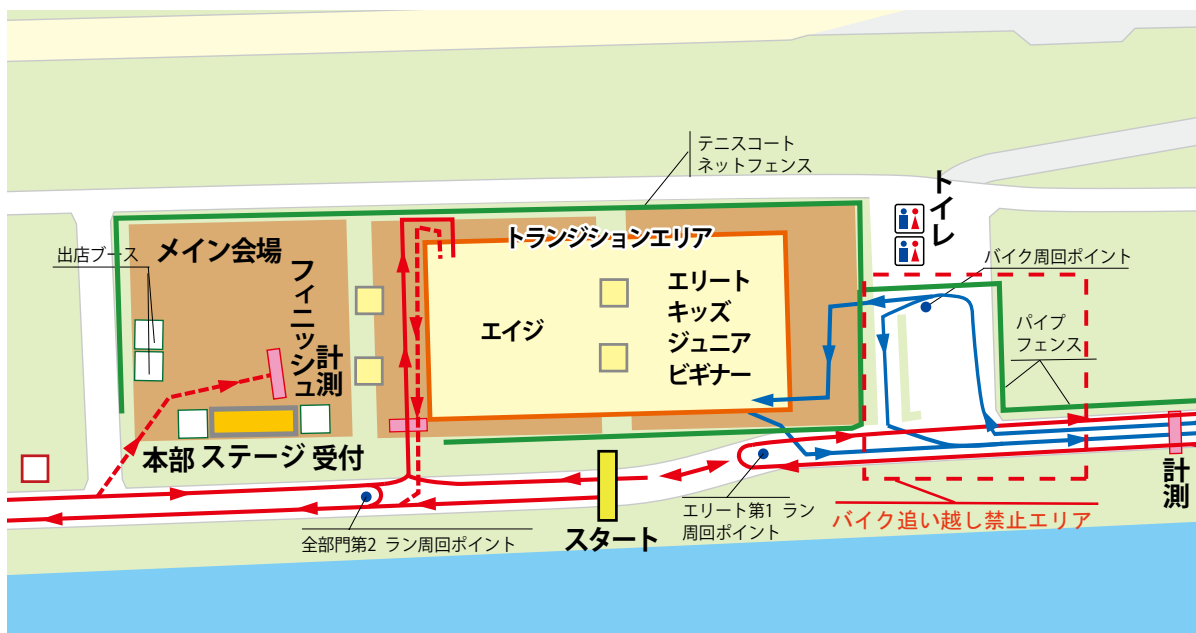 テニスコート
ネットフェンス
トイレ
メイン会場
出店ブース
フィニッシュ
計測
トランジションエリア
エイジ
エリート
キッズ
ジュニア
ビギナー
バイク周回ポイント
パイプ
フェンス
本部 ステージ 受付
計測
全部門第2 ラン周回ポイント
スタート
エリート第1 ラン
周回ポイント
バイク追い越し禁止エリア